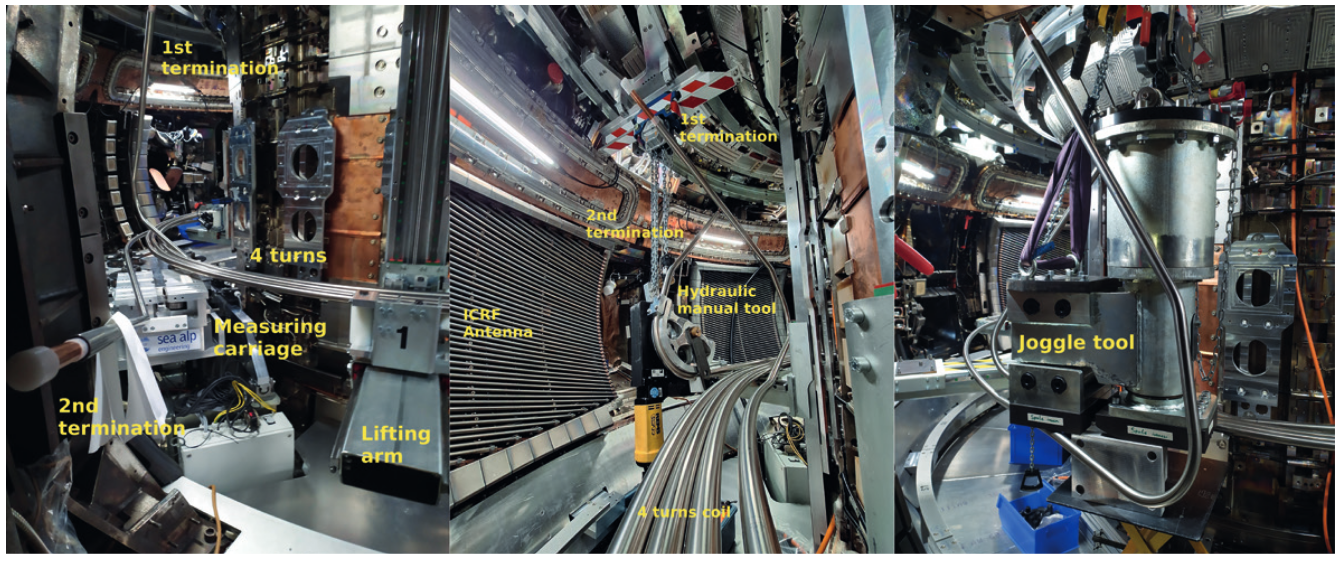 1st
termination
4 turns
Measuring
carriage
sea alp
engineering
1
2nd
termination
Lifting
arm
1st
termination
2nd
termination
Hydraulic
manual tool
ICRF
Antenna
4 turns coil
Joggle tool